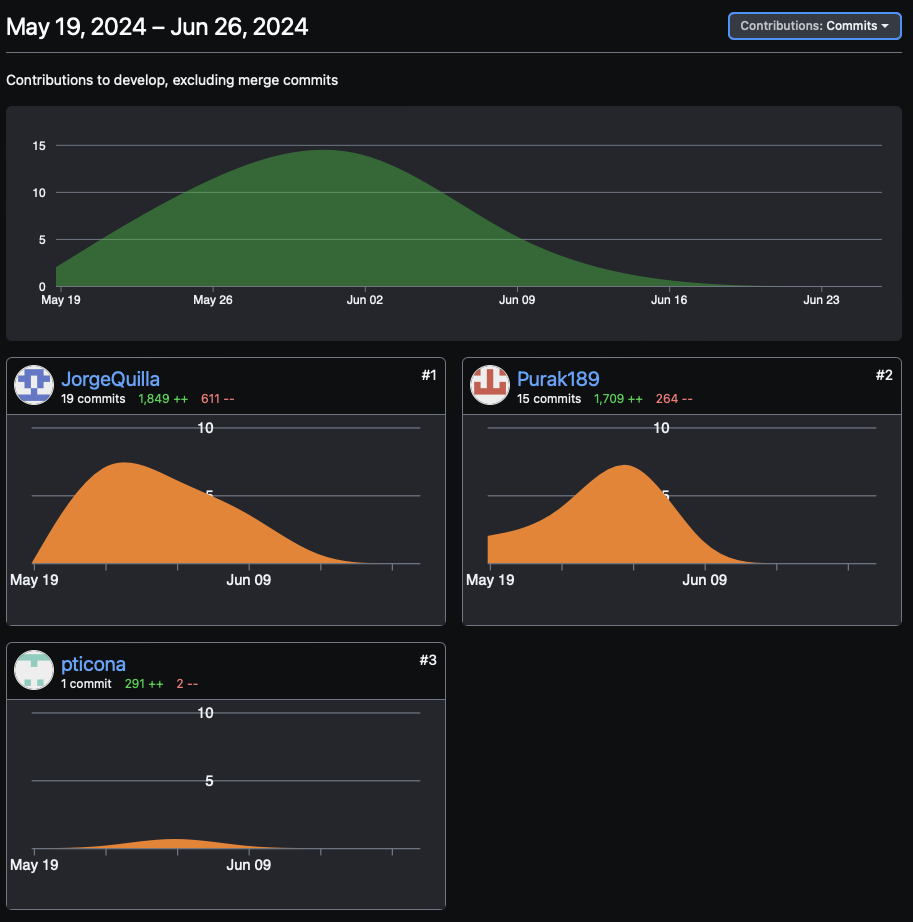 May 19, 2024 – Jun 26, 2024
Contributions: Commits
Contributions to develop, excluding merge commits
15
10
5
0
May 19 May 26 Jun 02 Jun 09 Jun 16 Jun 23
JorgeQuilla #1
19 commits 1,849 ++ 611 --
10
5
May 19 Jun 09
Purak189 #2
15 commits 1,709 ++ 264 --
10
5
May 19 Jun 09
pticona #3
1 commit 291 ++ 2 --
10
5
May 19 Jun 09